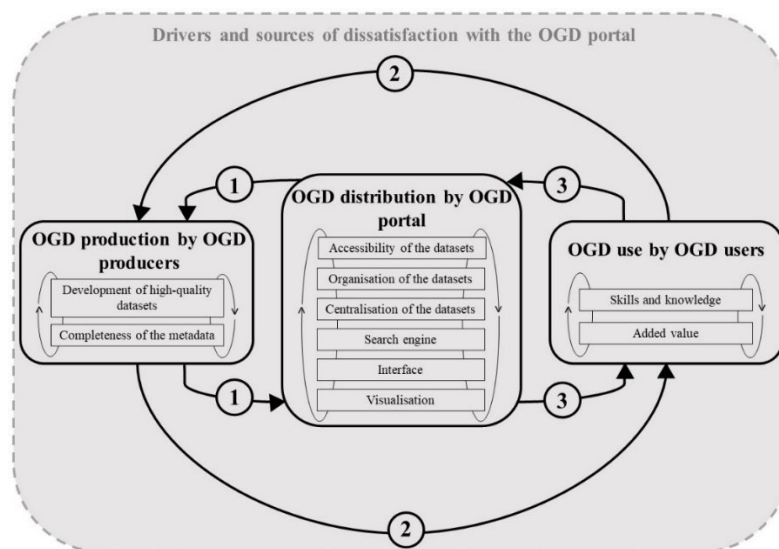 Drivers and sources of dissatisfaction with the OGD portal
2
1
3
OGD production by OGD
producers
Development of high-quality
datasets
Completeness of the metadata
OGD distribution by OGD
portal
Accessibility of the datasets
Organisation of the datasets
Centralisation of the datasets
Search engine
Interface
Visualisation
OGD use by OGD users
Skills and knowledge
Added value
1
3
2